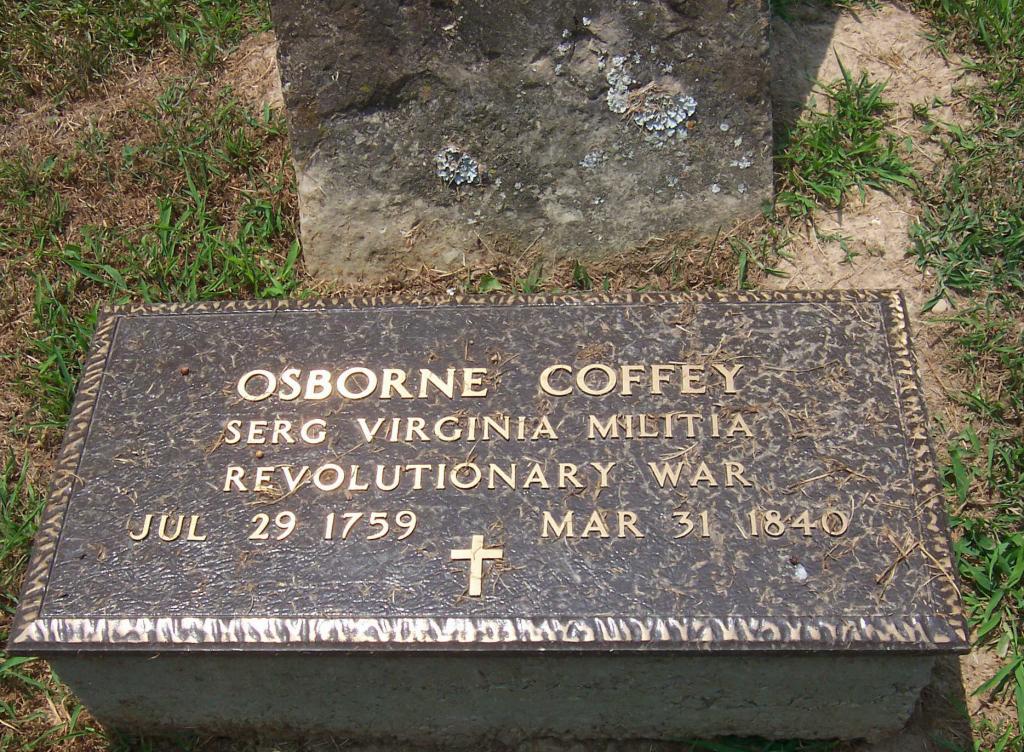 OSBORNE COFFEY
SERG VIRGINIA MILITIA
REVOLUTIONARY WAR
JUL 29 1759 MAR 31 1840